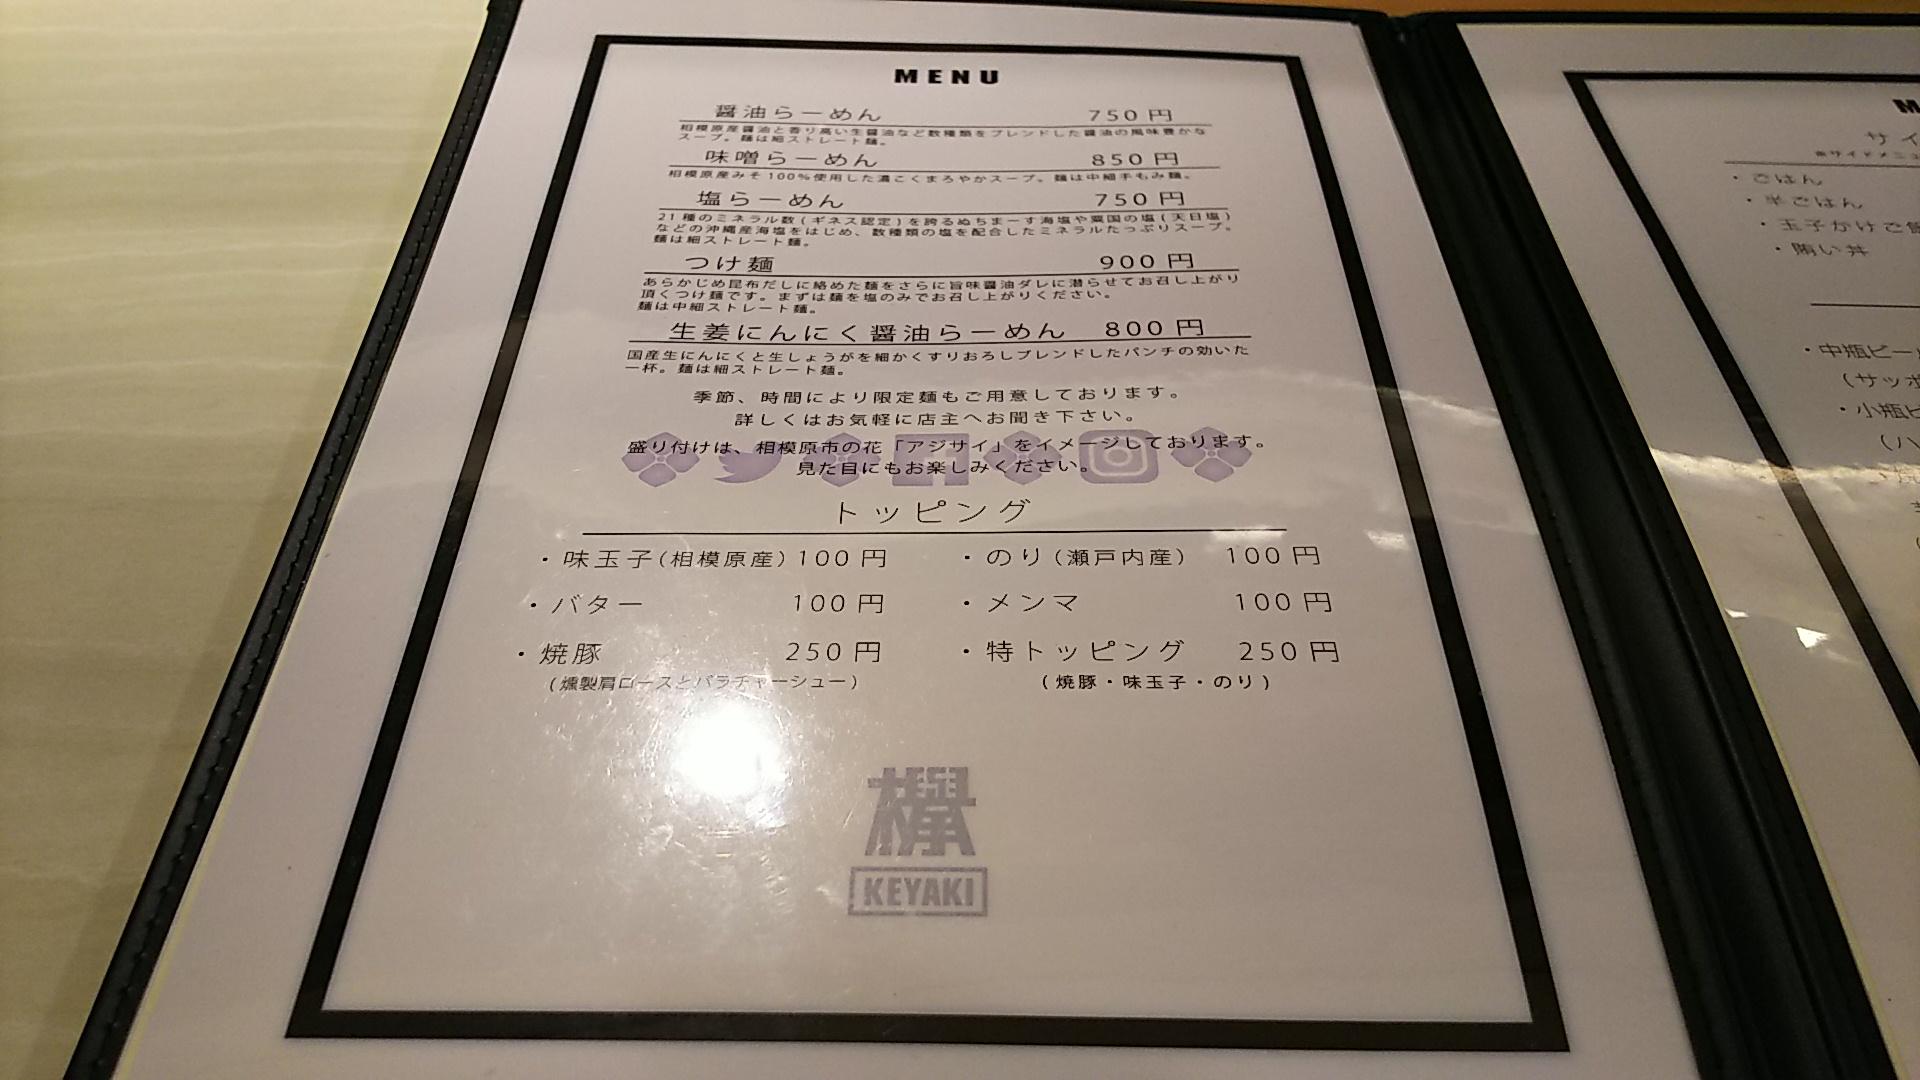 MENU
醤油らーめん 750円
相模原産醤油と香り高い生醤油など数種類をブレンドした醤油の風味豊かな
スープ。麺は細ストレート麺。
味噌らーめん 850円
相模原産みそ100%使用した濃こくまろやかスープ。麺は中細手もみ麺。
塩らーめん 750円
21種のミネラル数(ギネス認定)を誇るぬちまーす海塩や粟国の塩(天日塩)
などの沖縄産海塩をはじめ、数種類の塩を配合したミネラルたっぷりスープ。
麺は細ストレート麺。
つけ麺 900円
あらかじめ昆布だしに絡めた麺をさらに旨味醤油ダレに潜らせてお召し上がり
頂くつけ麺です。まずは麺を塩のみでお召し上がりください。
麺は中細ストレート麺。
生姜にんにく醤油らーめん 800円
国産生にんにくと生しょうがを細かくすりおろしブレンドしたパンチの効いた
一杯。麺は細ストレート麺。
季節、時間により限定麺もご用意しております。
詳しくはお気軽に店主へお聞き下さい。
盛り付けは、相模原市の花「アジサイ」をイメージしております。
見た目にもお楽しみください。
トッピング
・味玉子(相模原産)100円 ・のり(瀬戸内産) 100円
・バター 100円 ・メンマ 100円
・焼豚 250円 ・特トッピング 250円
(燻製肩ロースとバラチャーシュー) (焼豚・味玉子・のり)
欅
KEYAKI
サイ
・ごはん
・半ごはん
・玉子かけご飯
・賄い丼
・中瓶ビー
(サッポ
・小瓶ビ
(ハ